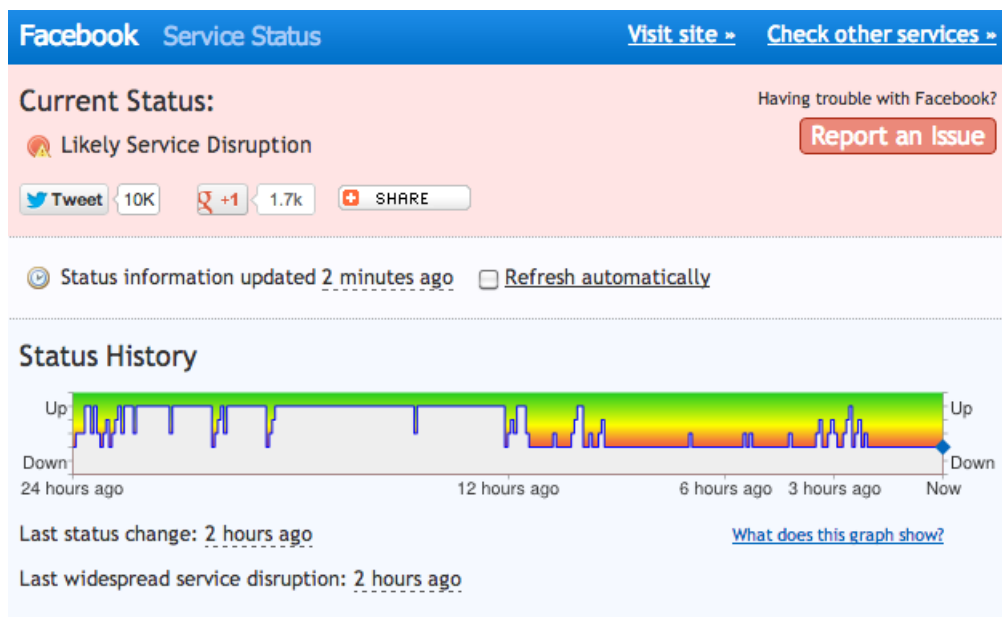 Facebook Service Status Visit site » Check other services »
Current Status: Having trouble with Facebook?
Likely Service Disruption Report an Issue
Tweet 10K g +1 1.7k SHARE
Status information updated 2 minutes ago Refresh automatically
Status History
Up Up
Down Down
24 hours ago 12 hours ago 6 hours ago 3 hours ago Now
Last status change: 2 hours ago What does this graph show?
Last widespread service disruption: 2 hours ago